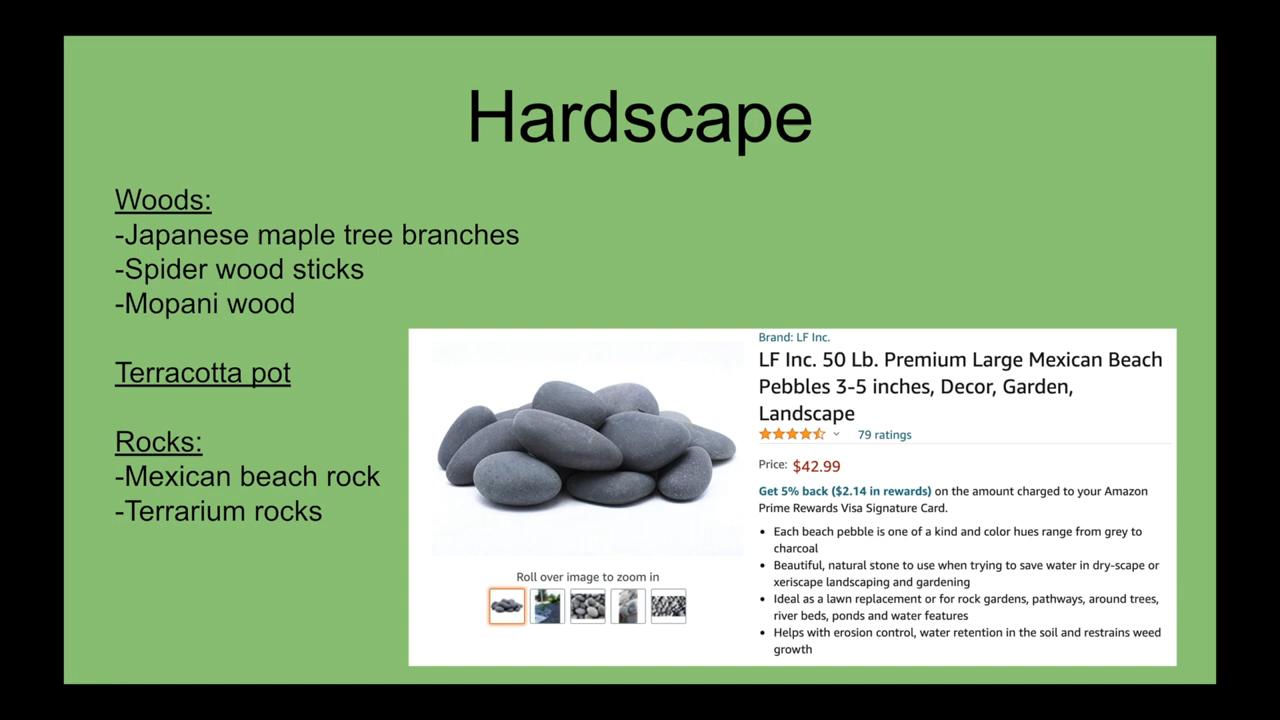 Hardscape
Woods:
-Japanese maple tree branches
-Spider wood sticks
-Mopani wood
Terracotta pot
Rocks:
-Mexican beach rock
-Terrarium rocks
Brand: LF Inc.
LF Inc. 50 Lb. Premium Large Mexican Beach
Pebbles 3-5 inches, Decor, Garden,
Landscape
79 ratings
Price: $42.99
Get 5% back ($2.14 in rewards) on the amount charged to your Amazon
Prime Rewards Visa Signature Card.
• Each beach pebble is one of a kind and color hues range from grey to
charcoal
• Beautiful, natural stone to use when trying to save water in dry-scape or
xeriscape landscaping and gardening
• Ideal as a lawn replacement or for rock gardens, pathways, around trees,
river beds, ponds and water features
• Helps with erosion control, water retention in the soil and restrains weed
growth
Roll over image to zoom in